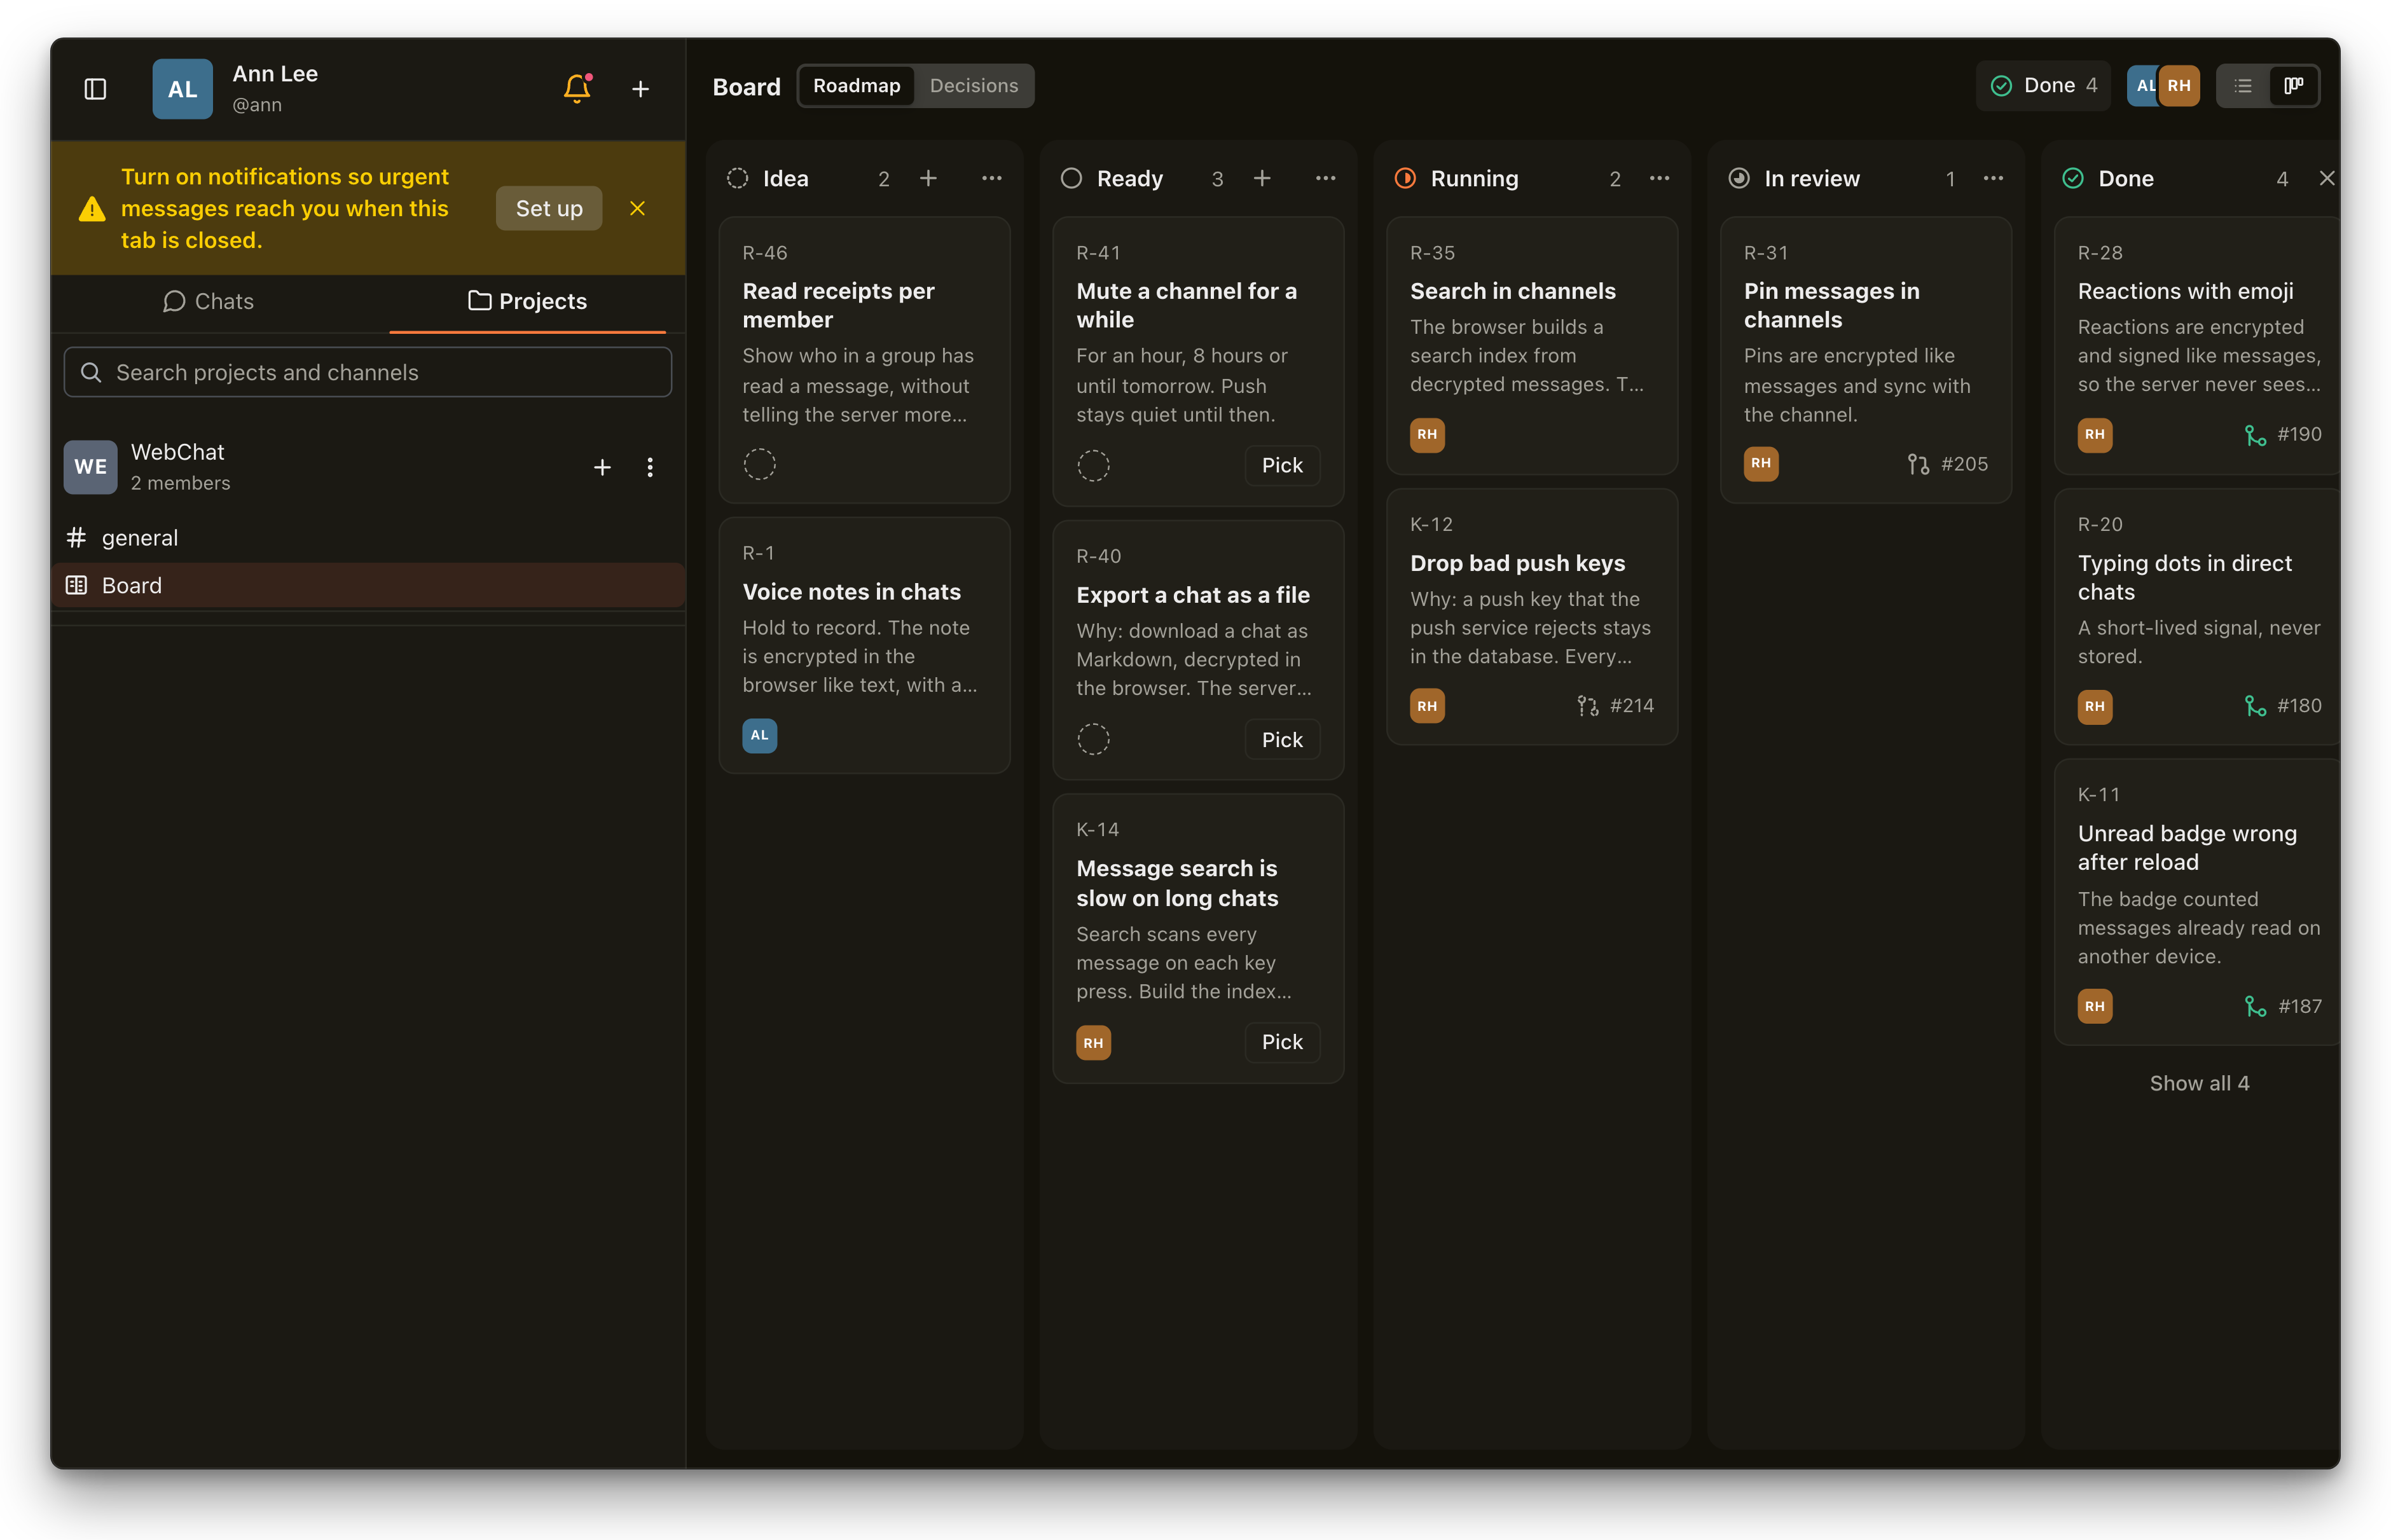 AL
Ann Lee
@ann
Turn on notifications so urgent
messages reach you when this
tab is closed.
Set up
Chats
Projects
Search projects and channels
WE
WebChat
2 members
general
Board
Board
Roadmap
Decisions
Done 4
AL
RH
Idea
2
R-46
Read receipts per
member
Show who in a group has
read a message, without
telling the server more...
R-1
Voice notes in chats
Hold to record. The note
is encrypted in the
browser like text, with a...
AL
Ready
3
R-41
Mute a channel for a
while
For an hour, 8 hours or
until tomorrow. Push
stays quiet until then.
Pick
R-40
Export a chat as a file
Why: download a chat as
Markdown, decrypted in
the browser. The server...
Pick
K-14
Message search is
slow on long chats
Search scans every
message on each key
press. Build the index...
RH
Pick
Running
2
R-35
Search in channels
The browser builds a
search index from
decrypted messages. T...
RH
K-12
Drop bad push keys
Why: a push key that the
push service rejects stays
in the database. Every...
RH
#214
In review
1
R-31
Pin messages in
channels
Pins are encrypted like
messages and sync with
the channel.
RH
#205
Done
4
R-28
Reactions with emoji
Reactions are encrypted
and signed like messages,
so the server never sees...
RH
#190
R-20
Typing dots in direct
chats
A short-lived signal, never
stored.
RH
#180
K-11
Unread badge wrong
after reload
The badge counted
messages already read on
another device.
RH
#187
Show all 4